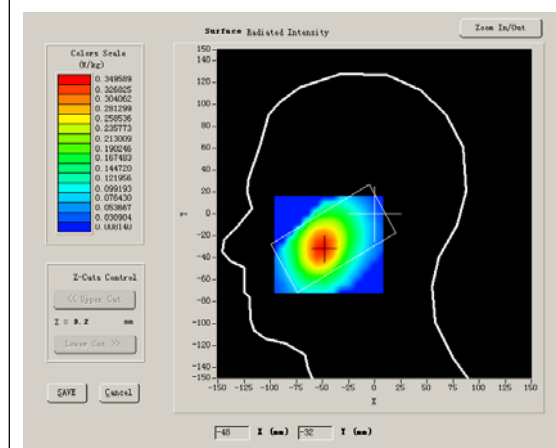 Surface Radiated Intensity
Zoom In/Out
Colors Scale
(W/kg)
0.349589
0.326825
0.304062
0.281299
0.258536
0.235773
0.213009
0.190246
0.167483
0.144720
0.121956
0.099193
0.076430
0.053667
0.030904
0.008140
150
140
120
100
80
60
40
20
0
-20
-40
-60
-80
-100
-120
-140
-150
Y
-150 -125 -100 -75 -50 -25 0 25 50 75 100 125 150
X
Z-Cuts Control
<< Upper Cut
Z = 0.2 mm
Lower Cut >>
SAVE
Cancel
-48 X (mm) -32 Y (mm)